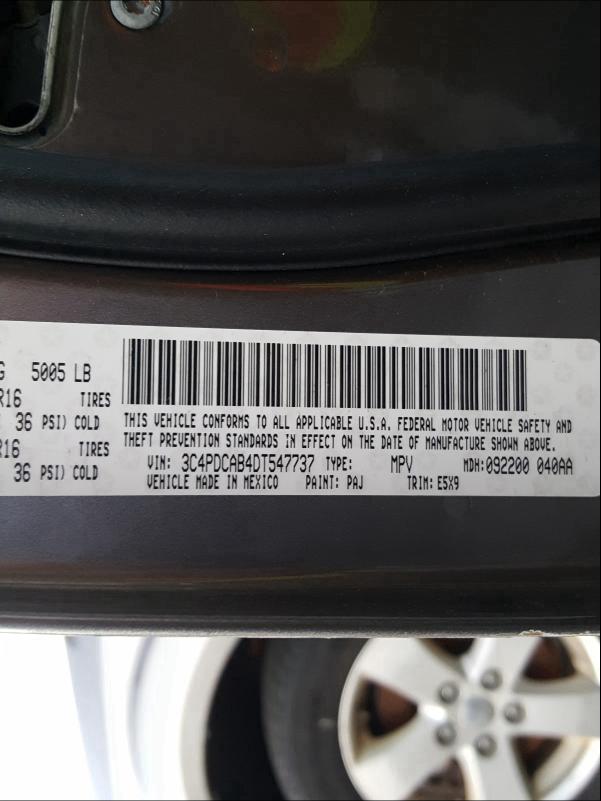 G 5005 LB
R16 TIRES
36 PSI) COLD
R16 TIRES
36 PSI) COLD
THIS VEHICLE CONFORMS TO ALL APPLICABLE U.S.A. FEDERAL MOTOR VEHICLE SAFETY AND
THEFT PREVENTION STANDARDS IN EFFECT ON THE DATE OF MANUFACTURE SHOWN ABOVE.
VIN: 3C4PDCAB4DT547737 TYPE: MPV MDH:092200 040AA
VEHICLE MADE IN MEXICO PAINT: PAJ TRIM: E5X9